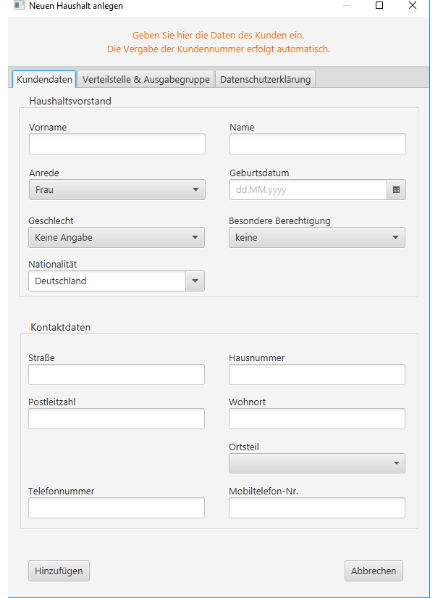 Neuen Haushalt anlegen
Geben Sie hier die Daten des Kunden ein.
Die Vergabe der Kundennummer erfolgt automatisch.
Kundendaten Verteilstelle & Ausgabegruppe Datenschutzerklärung
Haushaltsvorstand
Vorname Name
Anrede Geburtsdatum
Frau dd.MM.yyyy
Geschlecht Besondere Berechtigung
Keine Angabe keine
Nationalität
Deutschland
Kontaktdaten
Straße Hausnummer
Postleitzahl Wohnort
Ortsteil
Telefonnummer Mobiltelefon-Nr.
Hinzufügen Abbrechen